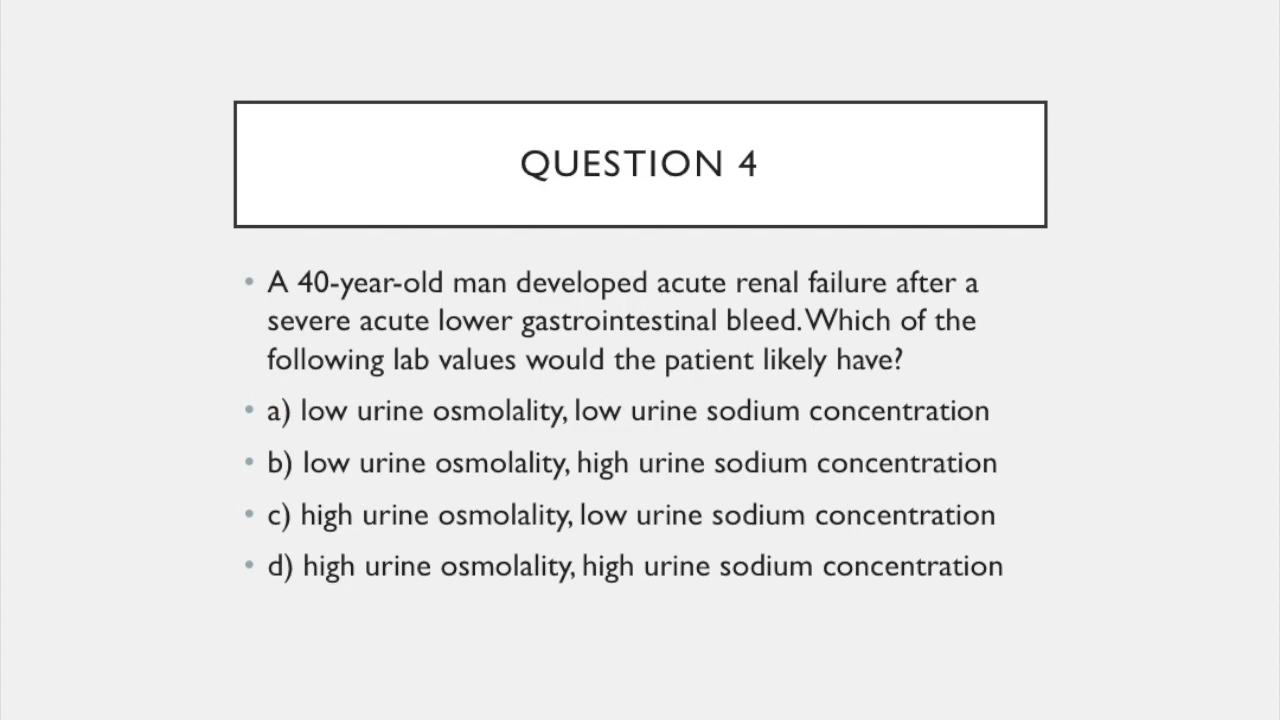 QUESTION 4
• A 40-year-old man developed acute renal failure after a
severe acute lower gastrointestinal bleed. Which of the
following lab values would the patient likely have?
• a) low urine osmolality, low urine sodium concentration
• b) low urine osmolality, high urine sodium concentration
• c) high urine osmolality, low urine sodium concentration
• d) high urine osmolality, high urine sodium concentration